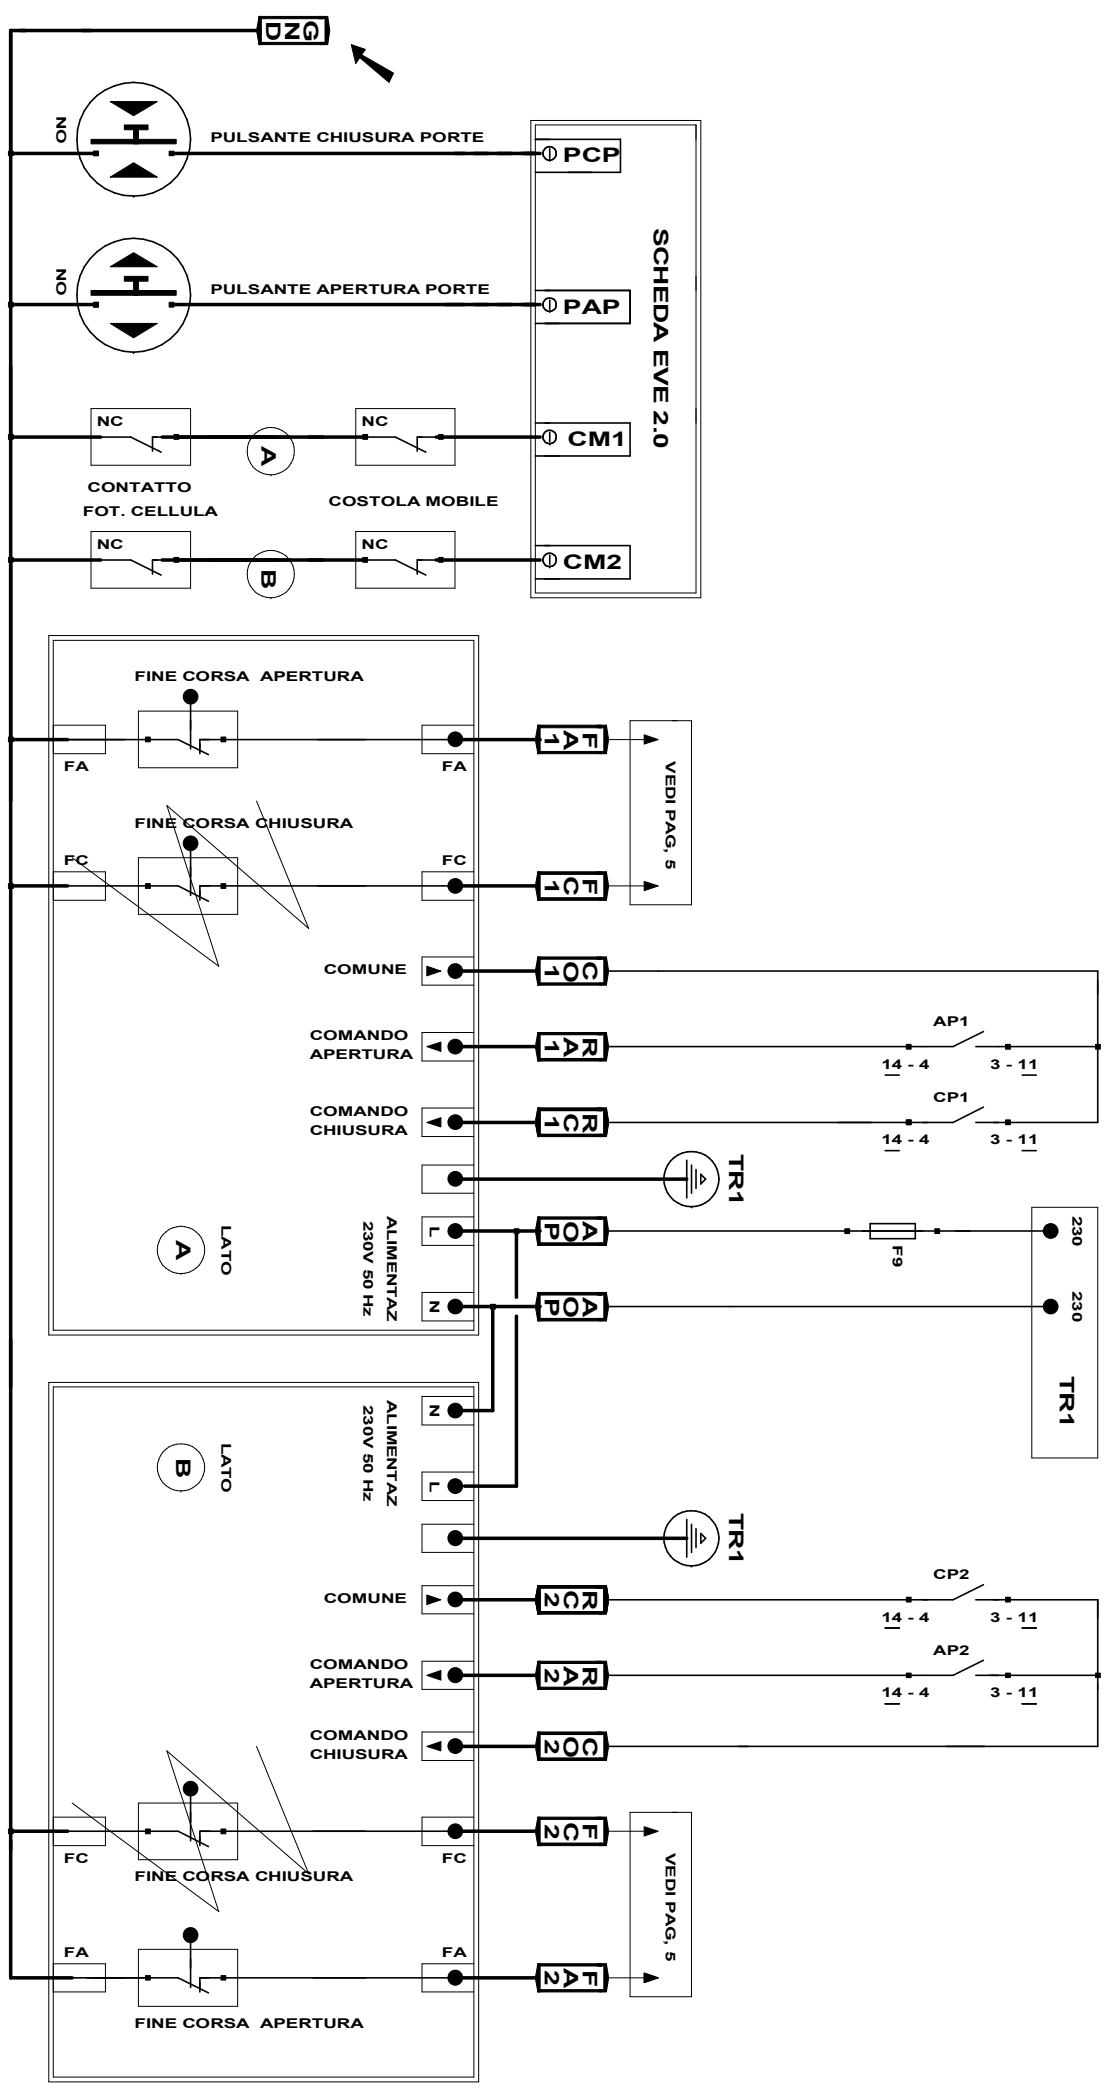 GND
NO
PULSANTE CHIUSURA PORTE
PCP
SCHEDA EVE 2.0
NO
PULSANTE APERTURA PORTE
PAP
NC
A
NC
CM1
CONTATTO
FOT. CELLULA
COSTOLA MOBILE
NC
B
NC
CM2
FINE CORSA APERTURA
FA
FA
FA1
VEDI PAG, 5
FINE CORSA CHIUSURA
FC
FC
FC1
COMUNE
CO1
COMANDO
APERTURA
RA1
AP1
14 - 4
3 - 11
COMANDO
CHIUSURA
RC1
CP1
14 - 4
3 - 11
TR1
LATO
A
ALIMENTAZ
230V 50 Hz
L
AOP
F9
230
N
AOP
230
TR1
LATO
B
ALIMENTAZ
230V 50 Hz
N
L
TR1
COMUNE
RC2
CP2
14 - 4
3 - 11
COMANDO
APERTURA
RA2
AP2
14 - 4
3 - 11
COMANDO
CHIUSURA
CO2
FC
FINE CORSA CHIUSURA
FC
FC2
VEDI PAG, 5
FA
FA
FA2
FINE CORSA APERTURA